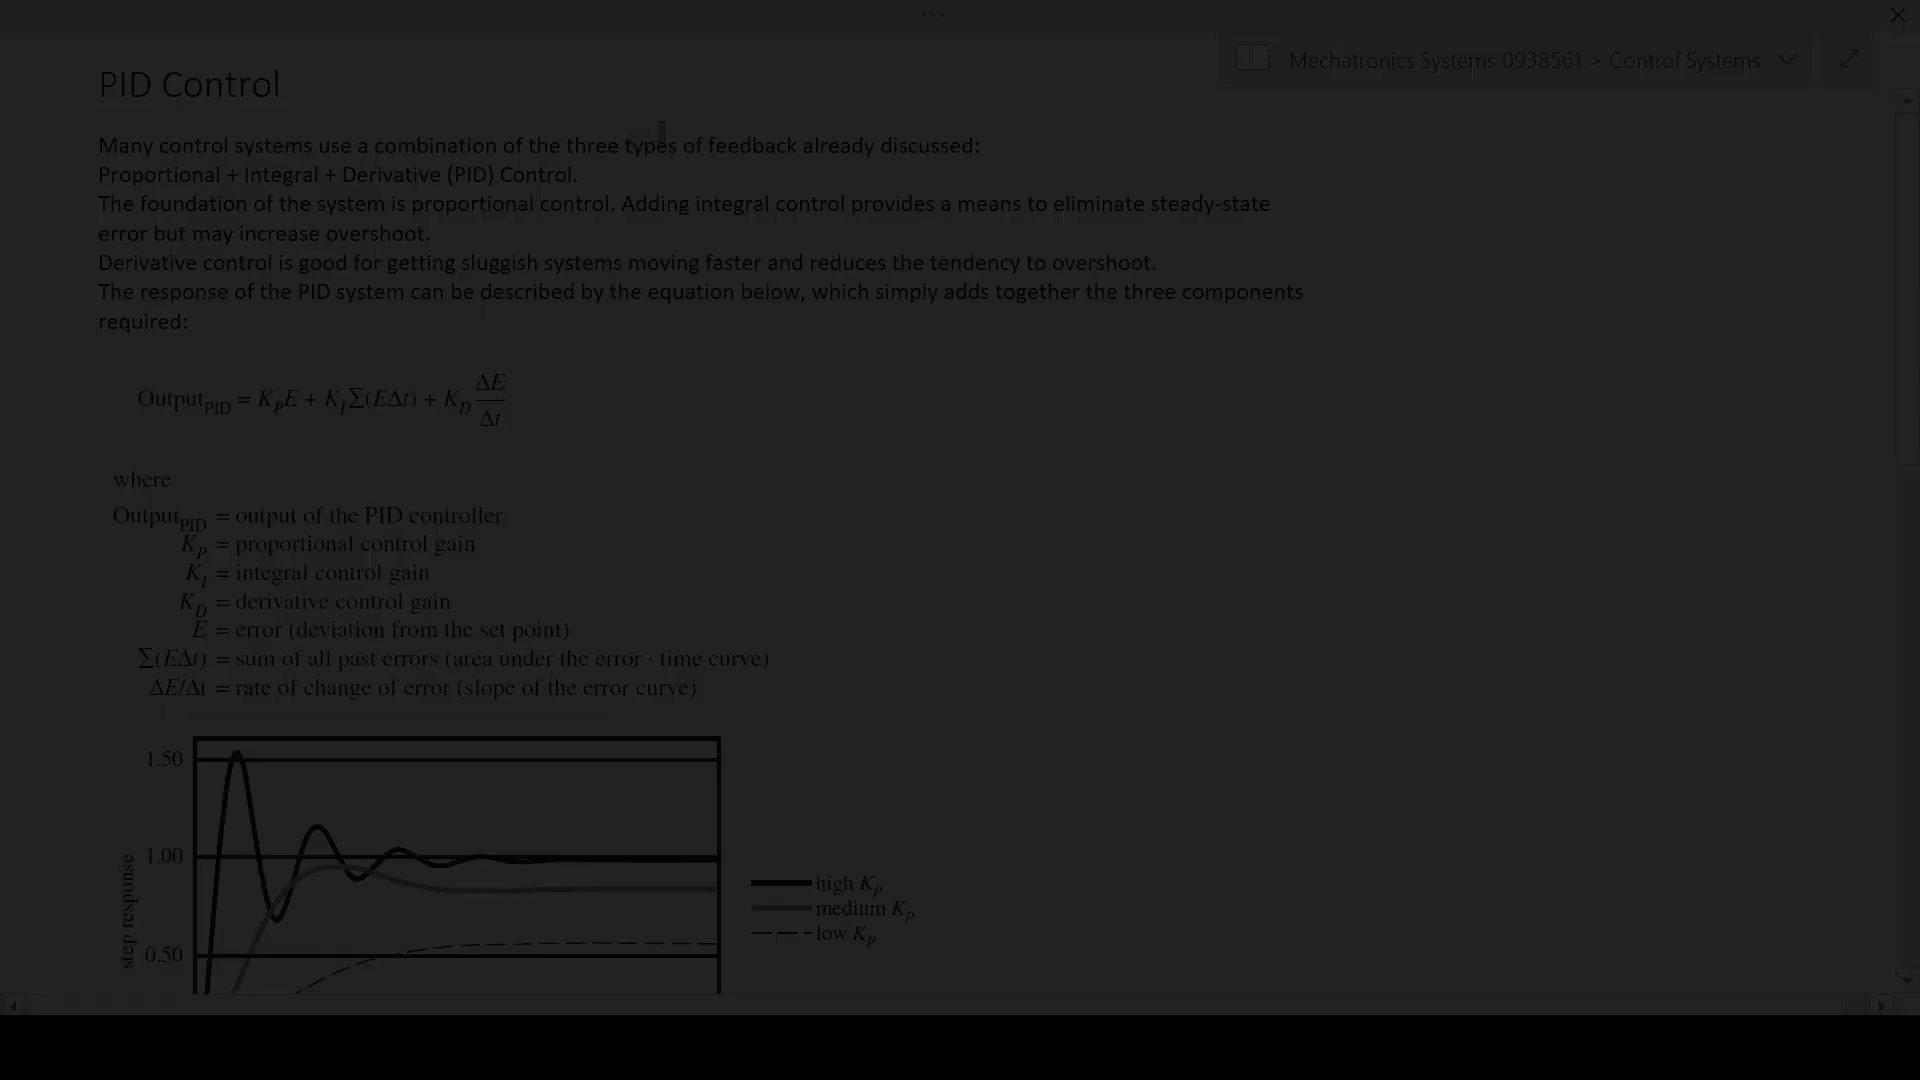 Mechatronics Systems 0938561 > Control Systems
PID Control
Many control systems use a combination of the three types of feedback already discussed:
Proportional + Integral + Derivative (PID) Control.
The foundation of the system is proportional control. Adding integral control provides a means to eliminate steady-state
error but may increase overshoot.
Derivative control is good for getting sluggish systems moving faster and reduces the tendency to overshoot.
The response of the PID system can be described by the equation below, which simply adds together the three components
required:
Output_PID = K_P E + K_I Σ(EΔt) + K_D ΔE/Δt
where
Output_PID = output of the PID controller
K_P = proportional control gain
K_I = integral control gain
K_D = derivative control gain
E = error (deviation from the set point)
Σ(EΔt) = sum of all past errors (area under the error · time curve)
ΔE/Δt = rate of change of error (slope of the error curve)
1.50
1.00
0.50
step response
high K_p
medium K_p
low K_p